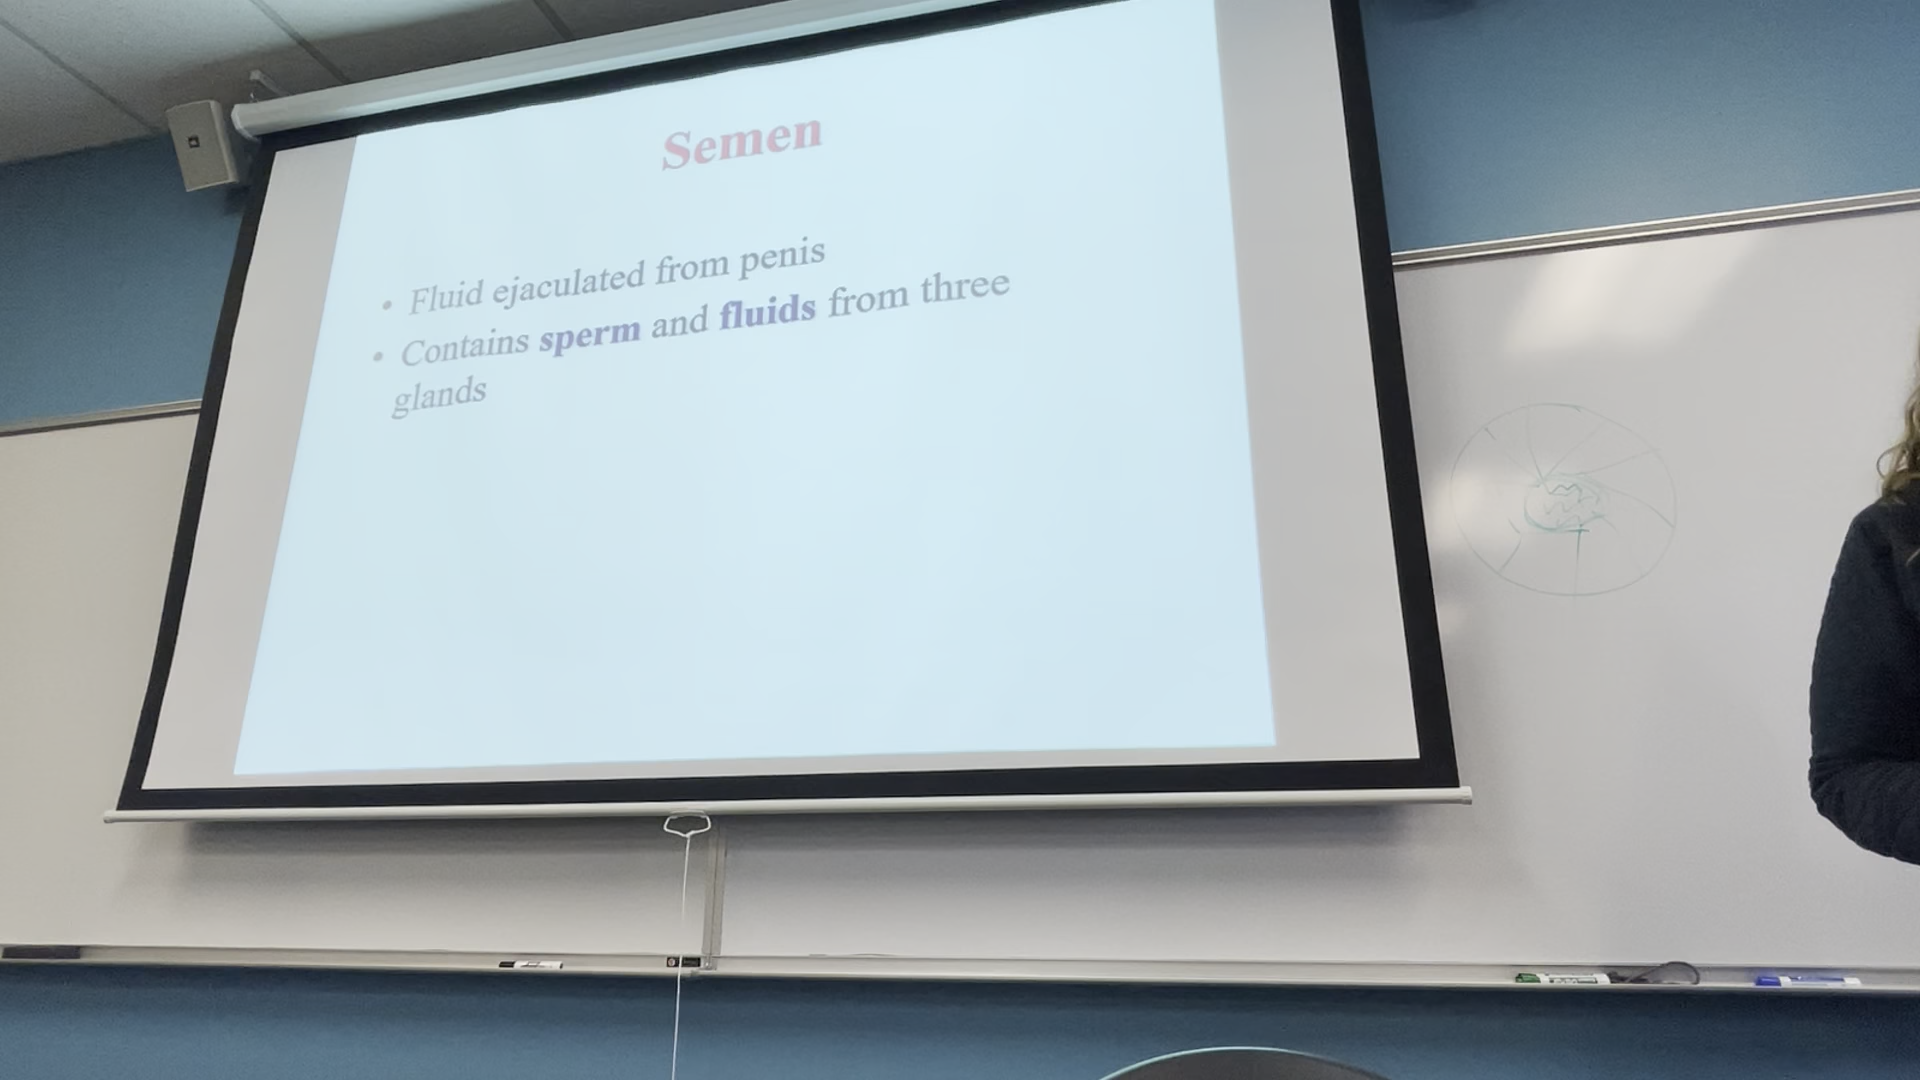 Semen
• Fluid ejaculated from penis
• Contains sperm and fluids from three
glands